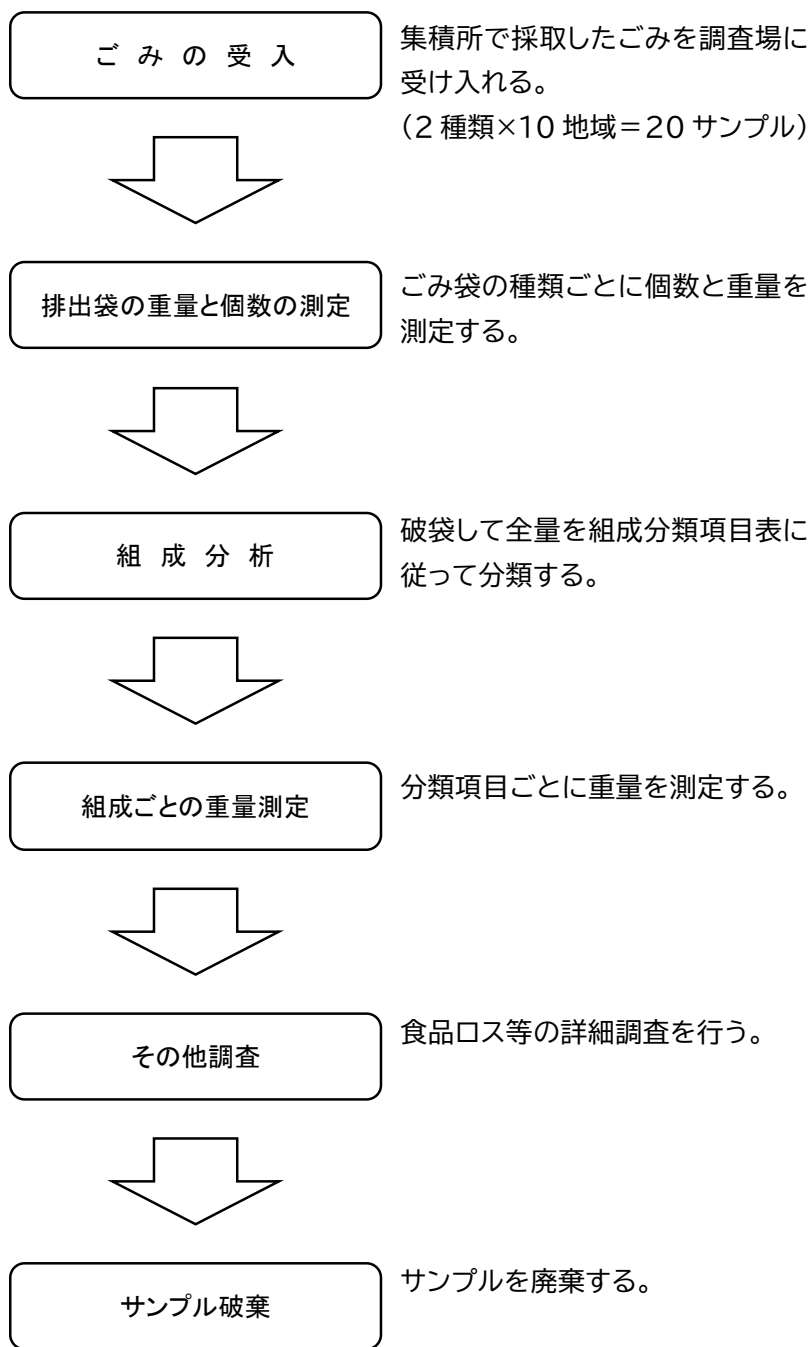 ごみの受入
集積所で採取したごみを調査場に
受け入れる。
（2種類×10地域＝20サンプル）
排出袋の重量と個数の測定
ごみ袋の種類ごとに個数と重量を
測定する。
組成分析
破袋して全量を組成分類項目表に
従って分類する。
組成ごとの重量測定
分類項目ごとに重量を測定する。
その他調査
食品ロス等の詳細調査を行う。
サンプル破棄
サンプルを廃棄する。